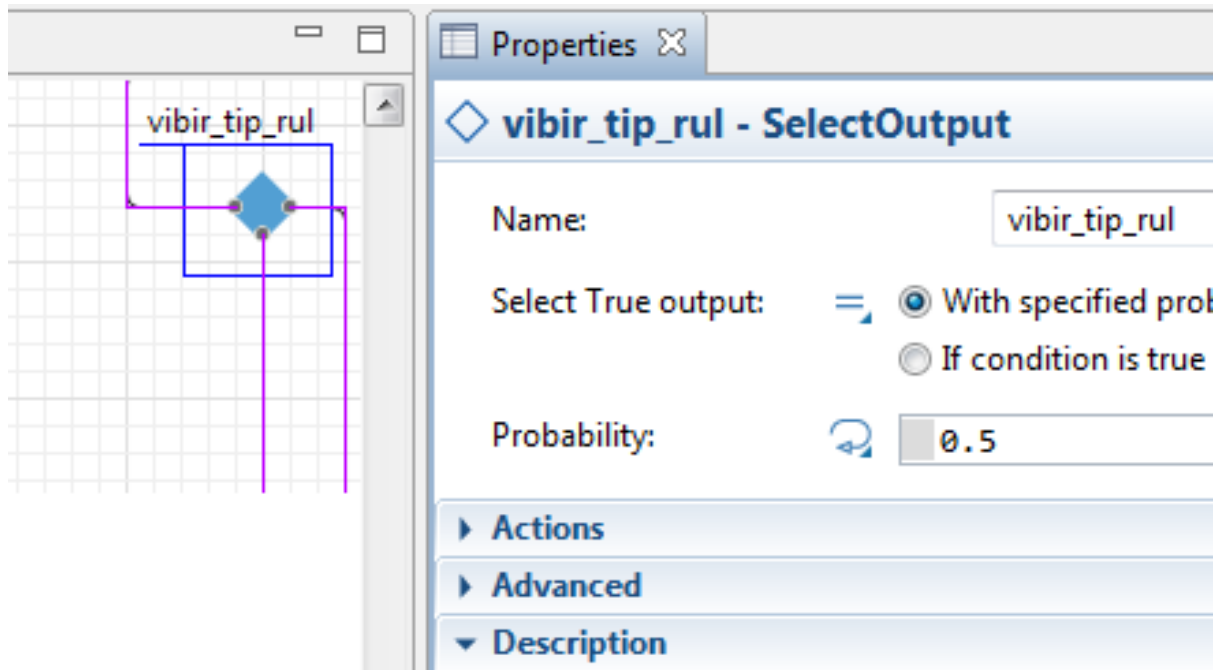 vibir_tip_rul
Properties
vibir_tip_rul - SelectOutput
Name:
vibir_tip_rul
Select True output:
With specified prob
If condition is true
Probability:
0.5
Actions
Advanced
Description